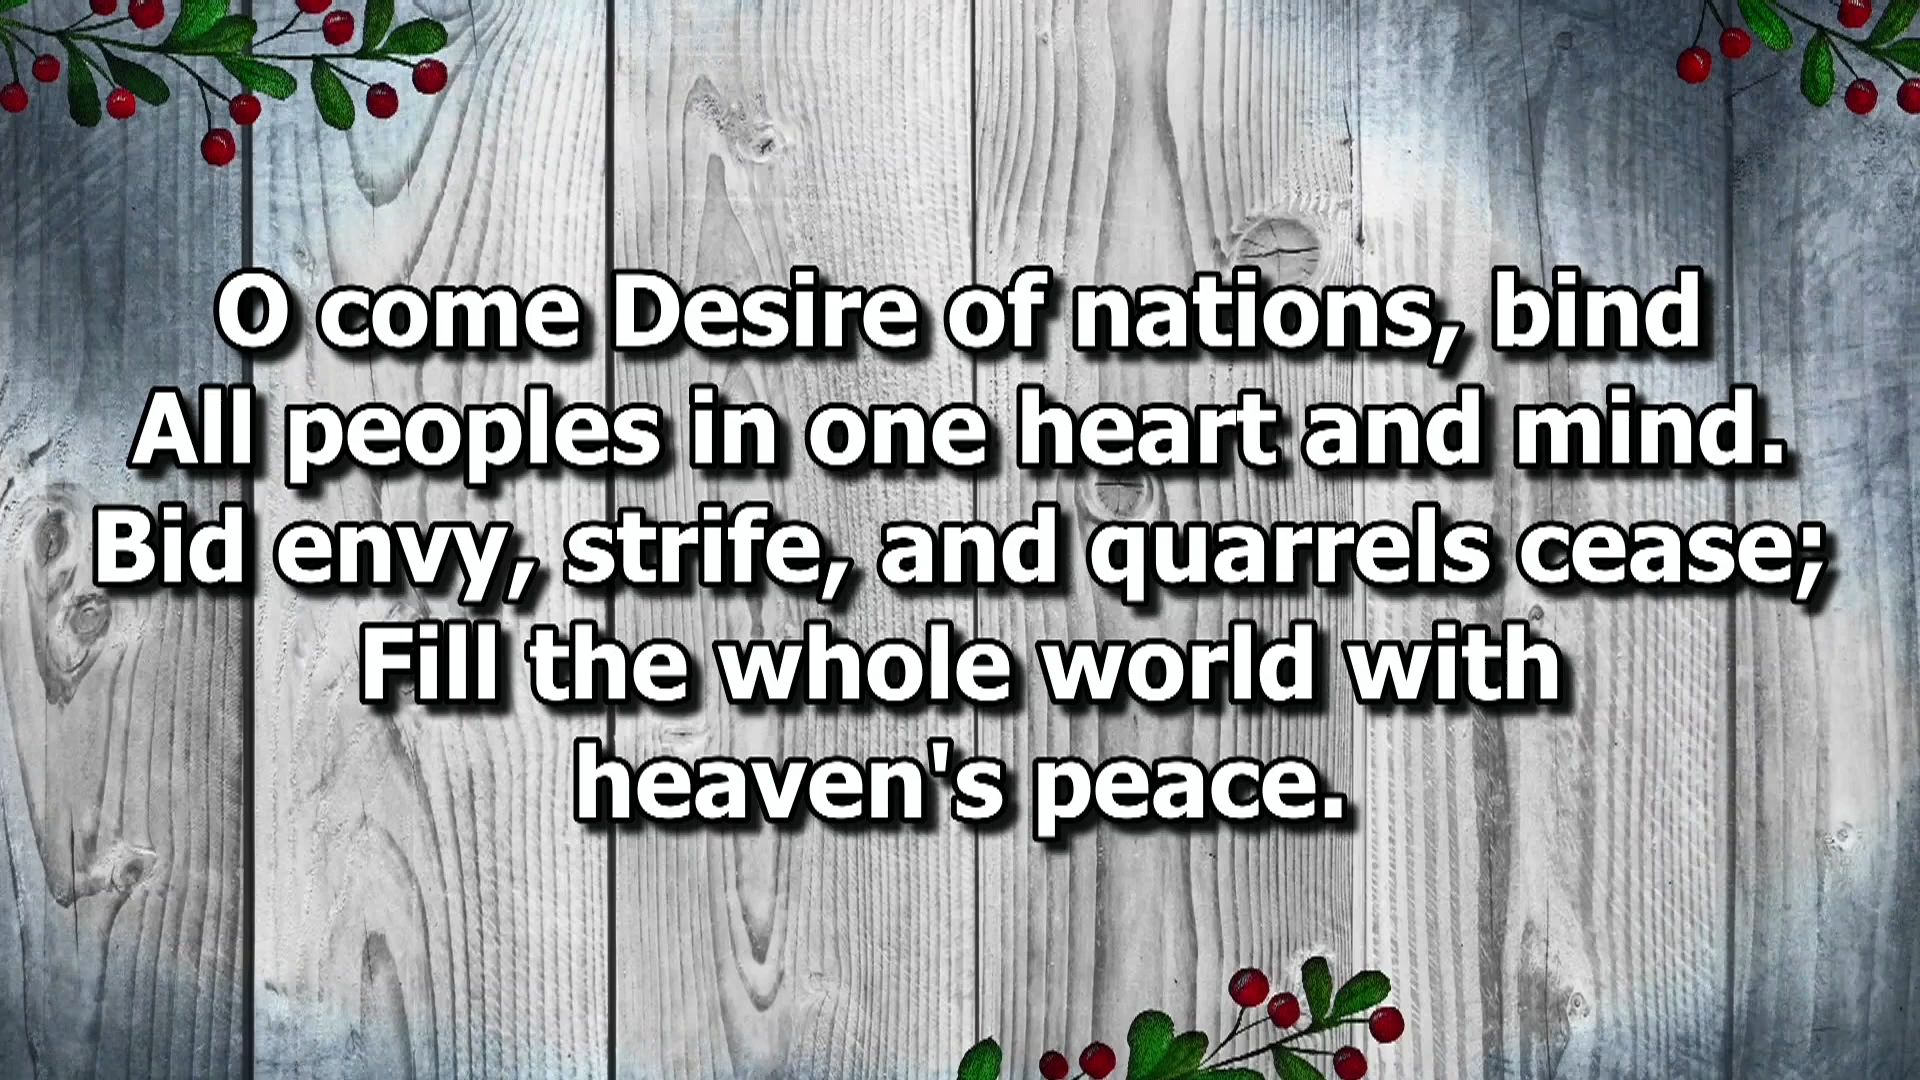 O come Desire of nations, bind
All peoples in one heart and mind.
Bid envy, strife, and quarrels cease;
Fill the whole world with
heaven's peace.